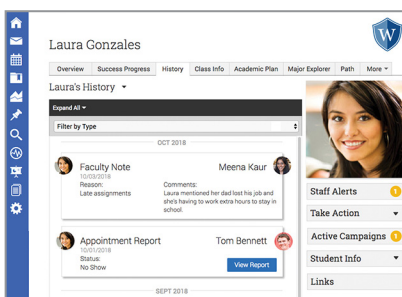 Laura Gonzales
W
Overview Success Progress History Class Info Academic Plan Major Explorer Path More
Laura's History
Expand All
Filter by Type
OCT 2018
Faculty Note
10/03/2018
Reason:
Late assignments
Meena Kaur
Comments:
Laura mentioned her dad lost his job and
she's having to work extra hours to stay in
school.
Appointment Report
10/01/2018
Status:
No Show
Tom Bennett
View Report
SEPT 2018
Staff Alerts 1
Take Action
Active Campaigns 1
Student Info
Links